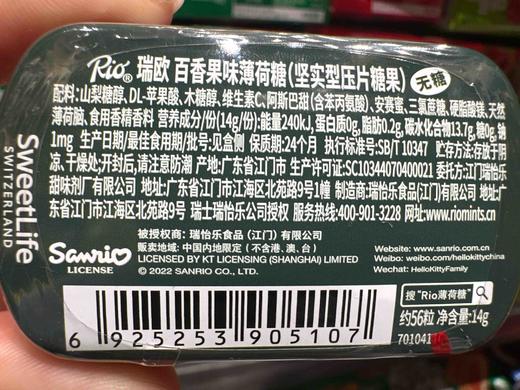 Rio® 瑞欧 百香果味薄荷糖(坚实型压片糖果) 无糖
配料:山梨糖醇, DL-苹果酸, 木糖醇, 维生素C, 阿斯巴甜(含苯丙氨酸), 安赛蜜, 三氯蔗糖, 硬脂酸镁, 天然
薄荷脑, 食用香精香料 营养成分/份(14g/份):能量240kJ, 蛋白质0g, 脂肪0.2g, 碳水化合物13.7g, 糖0g, 钠
1mg 生产日期/最佳食用期/批号:见盒侧 保质期:24个月 执行标准号:SB/T 10347 贮存方法:存放于阴
凉, 干燥处;开封后,请注意防潮 产地:广东省江门市 生产许可证:SC10344070400021 委托方:江门瑞怡乐
甜味剂厂有限公司 地址:广东省江门市江海区北苑路9号1幢 制造商:瑞怡乐食品(江门)有限公司 地址:广
东省江门市江海区北苑路9号 瑞士瑞怡乐公司授权 服务热线:400-901-3228 网址:www.riomints.cn
SweetLife
SWITZERLAND
Sanrio
LICENSE
被授权商: 瑞怡乐食品(江门)有限公司
贩卖地域: 中国内地限定 (不含港、澳、台)
LICENSED BY KT LICENSING (SHANGHAI) LIMITED
© 2022 SANRIO CO., LTD.
Website: www.sanrio.com.cn
Weibo: weibo.com/hellokittychina
Wechat: HelloKittyFamily
搜"Rio薄荷糖"
约56粒 净含量:14g
6 925253 905107